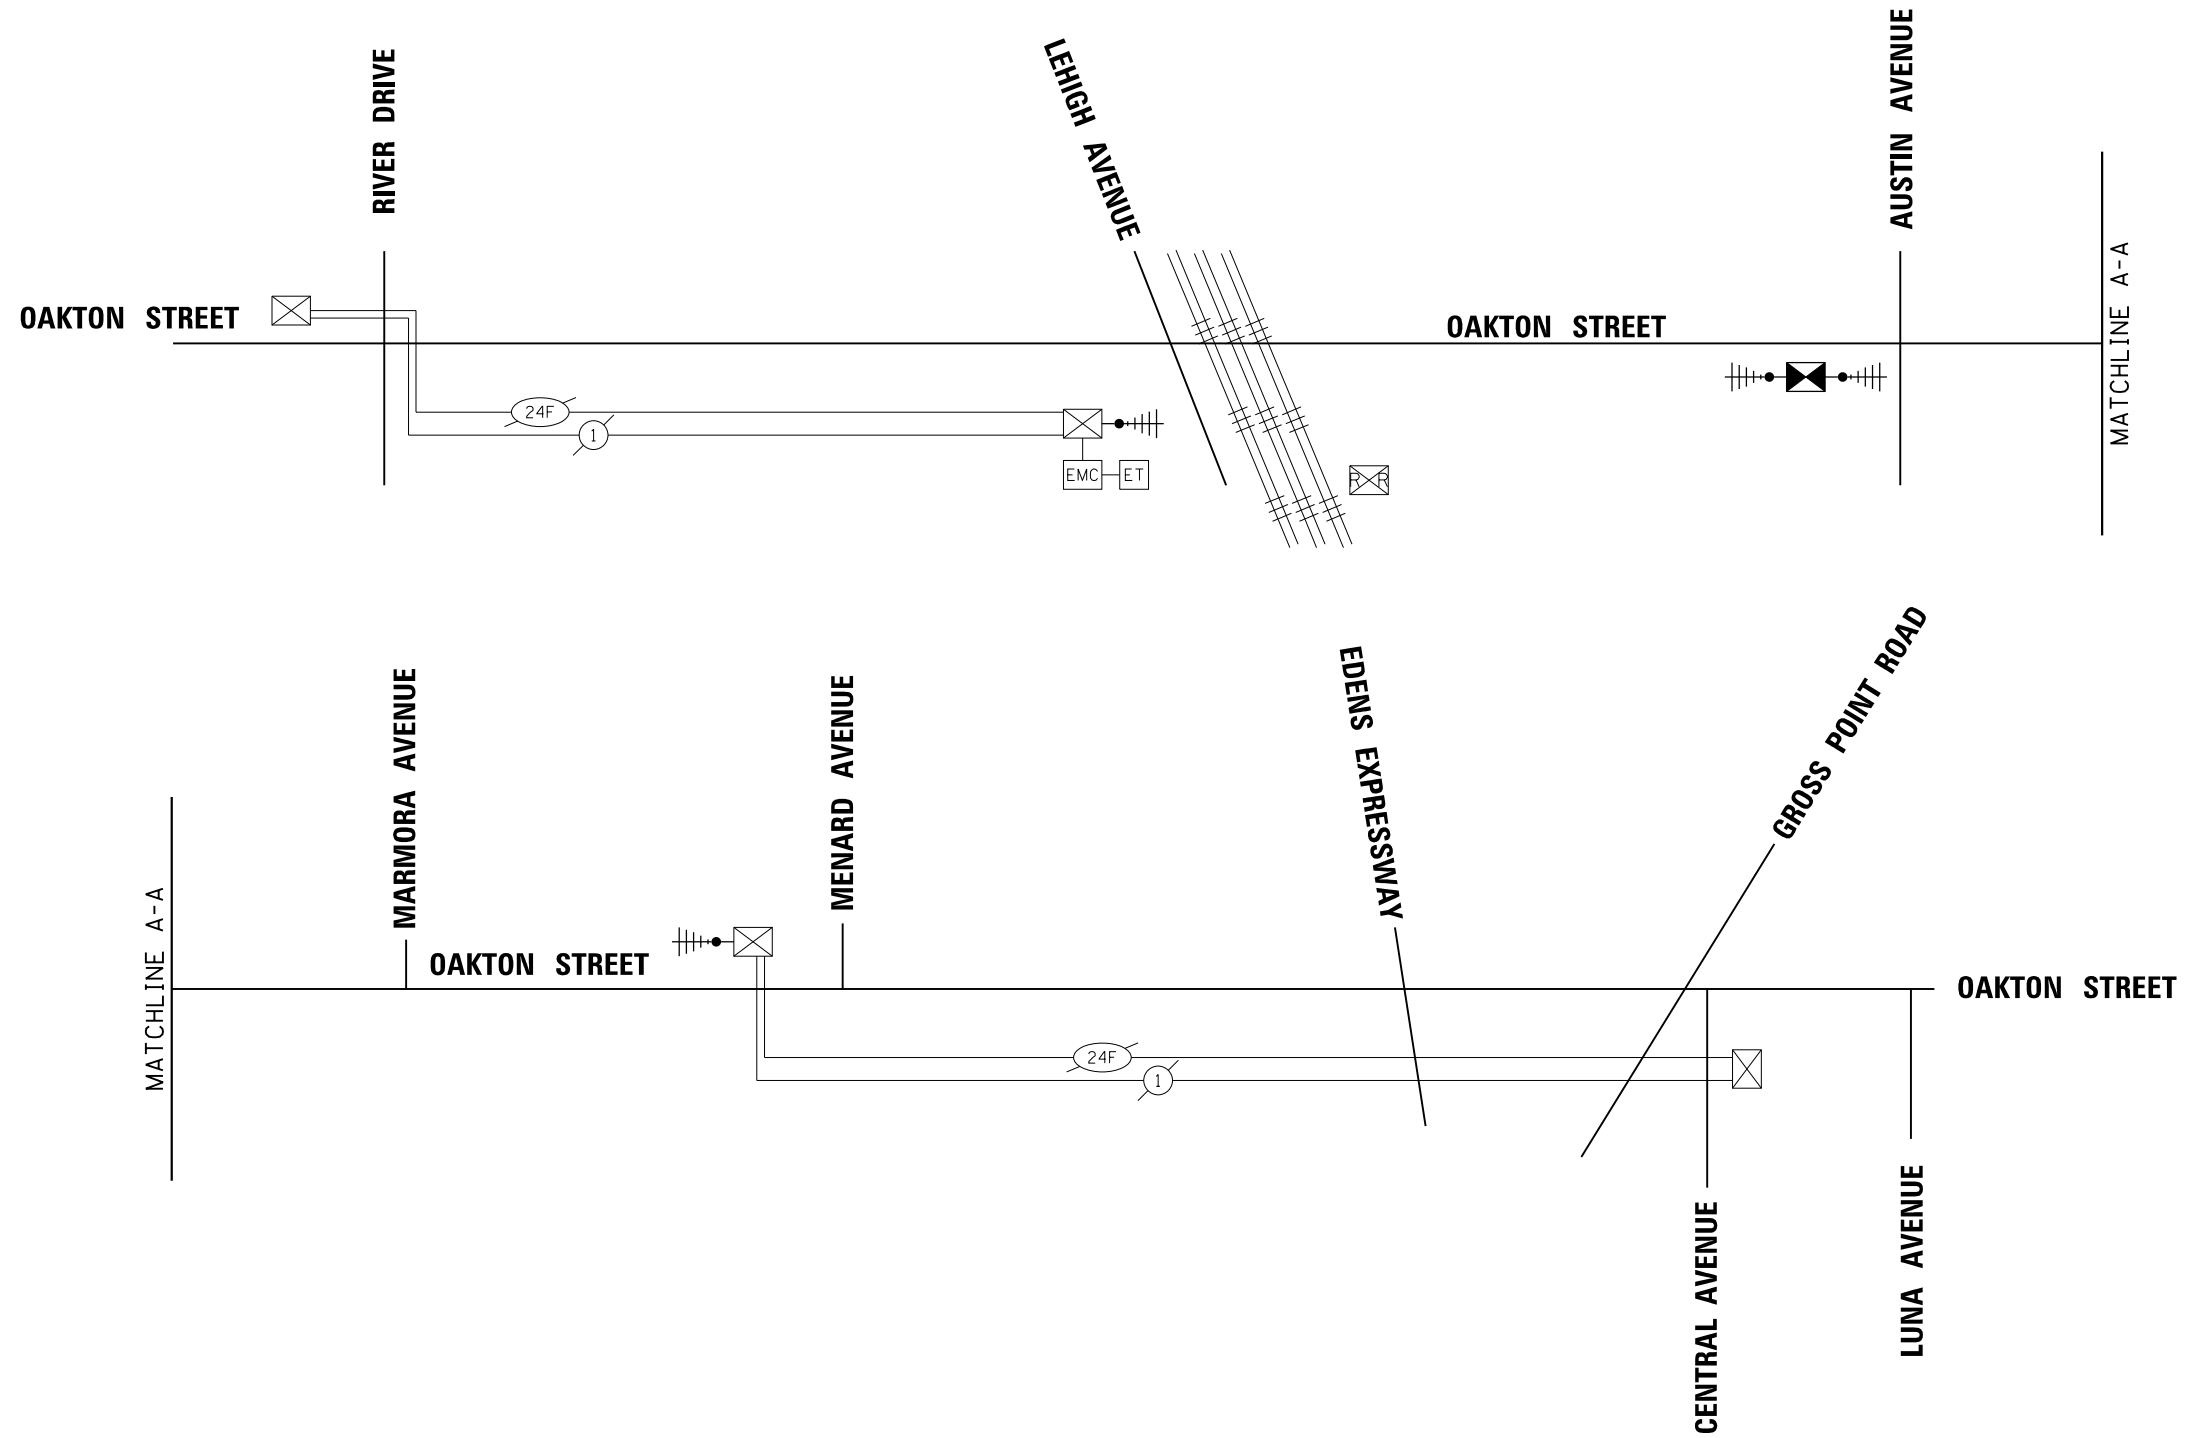 RIVER DRIVE
LEHIGH AVENUE
AUSTIN AVENUE
OAKTON STREET
OAKTON STREET
MATCHLINE A-A
24F
1
EMC
ET
R R
EDENS EXPRESSWAY
GROSS POINT ROAD
MARMORA AVENUE
MENARD AVENUE
MATCHLINE A-A
OAKTON STREET
OAKTON STREET
24F
1
CENTRAL AVENUE
LUNA AVENUE